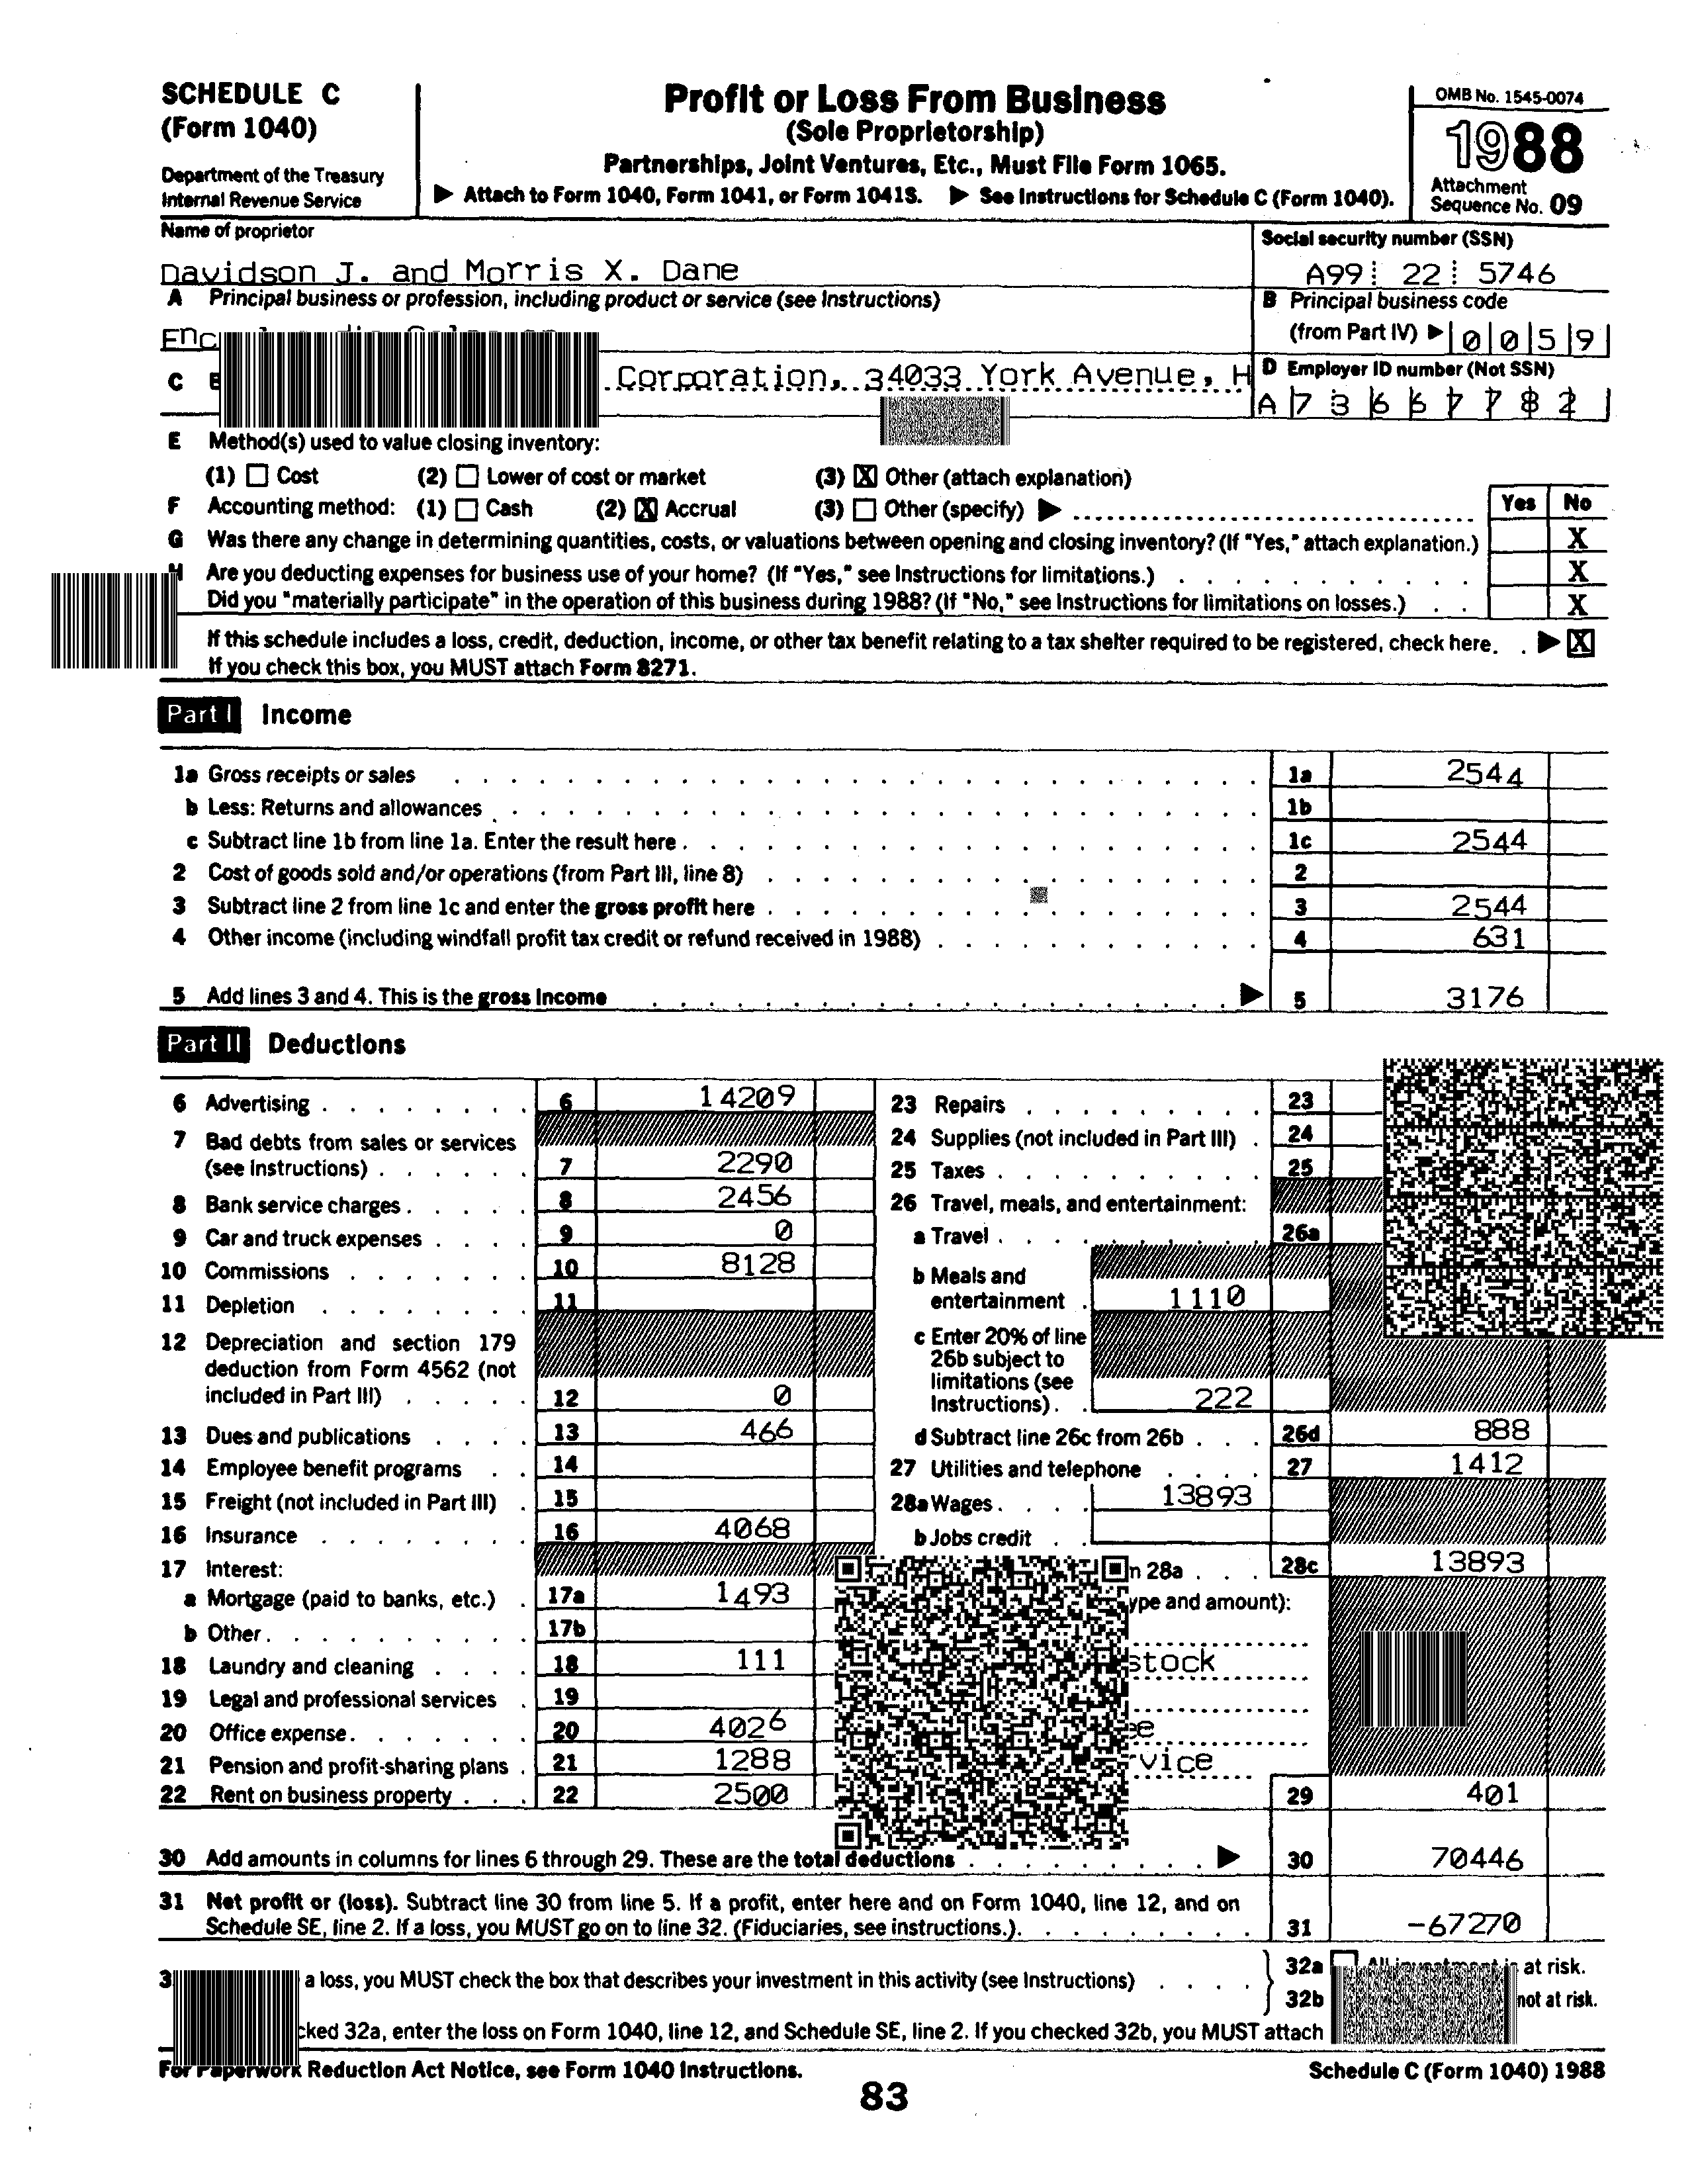 SCHEDULE C
(Form 1040)
Department of the Treasury
Internal Revenue Service
Profit or Loss From Business
(Sole Proprietorship)
Partnerships, Joint Ventures, Etc., Must File Form 1065.
▶ Attach to Form 1040, Form 1041, or Form 1041S. ▶ See Instructions for Schedule C (Form 1040).
OMB No. 1545-0074
1988
Attachment
Sequence No. 09
Name of proprietor
Davidson J. and Morris X. Dane
Social security number (SSN)
A99 22 5746
A Principal business or profession, including product or service (see Instructions)
B Principal business code
(from Part IV) ▶ 0 0 5 9
C Corporation, 34033 York Avenue, H
D Employer ID number (Not SSN)
A 7 3 6 6 7 7 8 2
E Method(s) used to value closing inventory:
(1) Cost (2) Lower of cost or market (3) X Other (attach explanation)
F Accounting method: (1) Cash (2) X Accrual (3) Other (specify) ▶
Yes No
G Was there any change in determining quantities, costs, or valuations between opening and closing inventory? (If "Yes," attach explanation.) X
H Are you deducting expenses for business use of your home? (If "Yes," see Instructions for limitations.) X
Did you "materially participate" in the operation of this business during 1988? (If "No," see Instructions for limitations on losses.) X
If this schedule includes a loss, credit, deduction, income, or other tax benefit relating to a tax shelter required to be registered, check here. ▶ X
If you check this box, you MUST attach Form 8271.
Part I Income
1a Gross receipts or sales 1a 2544
b Less: Returns and allowances 1b
c Subtract line 1b from line 1a. Enter the result here. 1c 2544
2 Cost of goods sold and/or operations (from Part III, line 8) 2
3 Subtract line 2 from line 1c and enter the gross profit here 3 2544
4 Other income (including windfall profit tax credit or refund received in 1988) 4 631
5 Add lines 3 and 4. This is the gross income ▶ 5 3176
Part II Deductions
6 Advertising 6 14209
7 Bad debts from sales or services
(see Instructions) 7 2290
8 Bank service charges 8 2456
9 Car and truck expenses 9 0
10 Commissions 10 8128
11 Depletion 11
12 Depreciation and section 179
deduction from Form 4562 (not
included in Part III) 12 0
13 Dues and publications 13 466
14 Employee benefit programs 14
15 Freight (not included in Part III) 15
16 Insurance 16 4068
17 Interest:
a Mortgage (paid to banks, etc.) 17a 1493
b Other 17b
18 Laundry and cleaning 18 111
19 Legal and professional services 19
20 Office expense 20 4026
21 Pension and profit-sharing plans 21 1288
22 Rent on business property 22 2500
23 Repairs 23
24 Supplies (not included in Part III) 24
25 Taxes 25
26 Travel, meals, and entertainment:
a Travel 26a
b Meals and
entertainment 1110
c Enter 20% of line
26b subject to
limitations (see
Instructions). 222
d Subtract line 26c from 26b 26d 888
27 Utilities and telephone 27 1412
28a Wages 13893
b Jobs credit
28a 28c 13893
and amount):
stock
29 401
30 Add amounts in columns for lines 6 through 29. These are the total deductions ▶ 30 70446
31 Net profit or (loss). Subtract line 30 from line 5. If a profit, enter here and on Form 1040, line 12, and on
Schedule SE, line 2. If a loss, you MUST go on to line 32. (Fiduciaries, see instructions.) 31 -67270
a loss, you MUST check the box that describes your investment in this activity (see Instructions) 32a at risk.
32b not at risk.
32a, enter the loss on Form 1040, line 12, and Schedule SE, line 2. If you checked 32b, you MUST attach
For Paperwork Reduction Act Notice, see Form 1040 Instructions. Schedule C (Form 1040) 1988
83